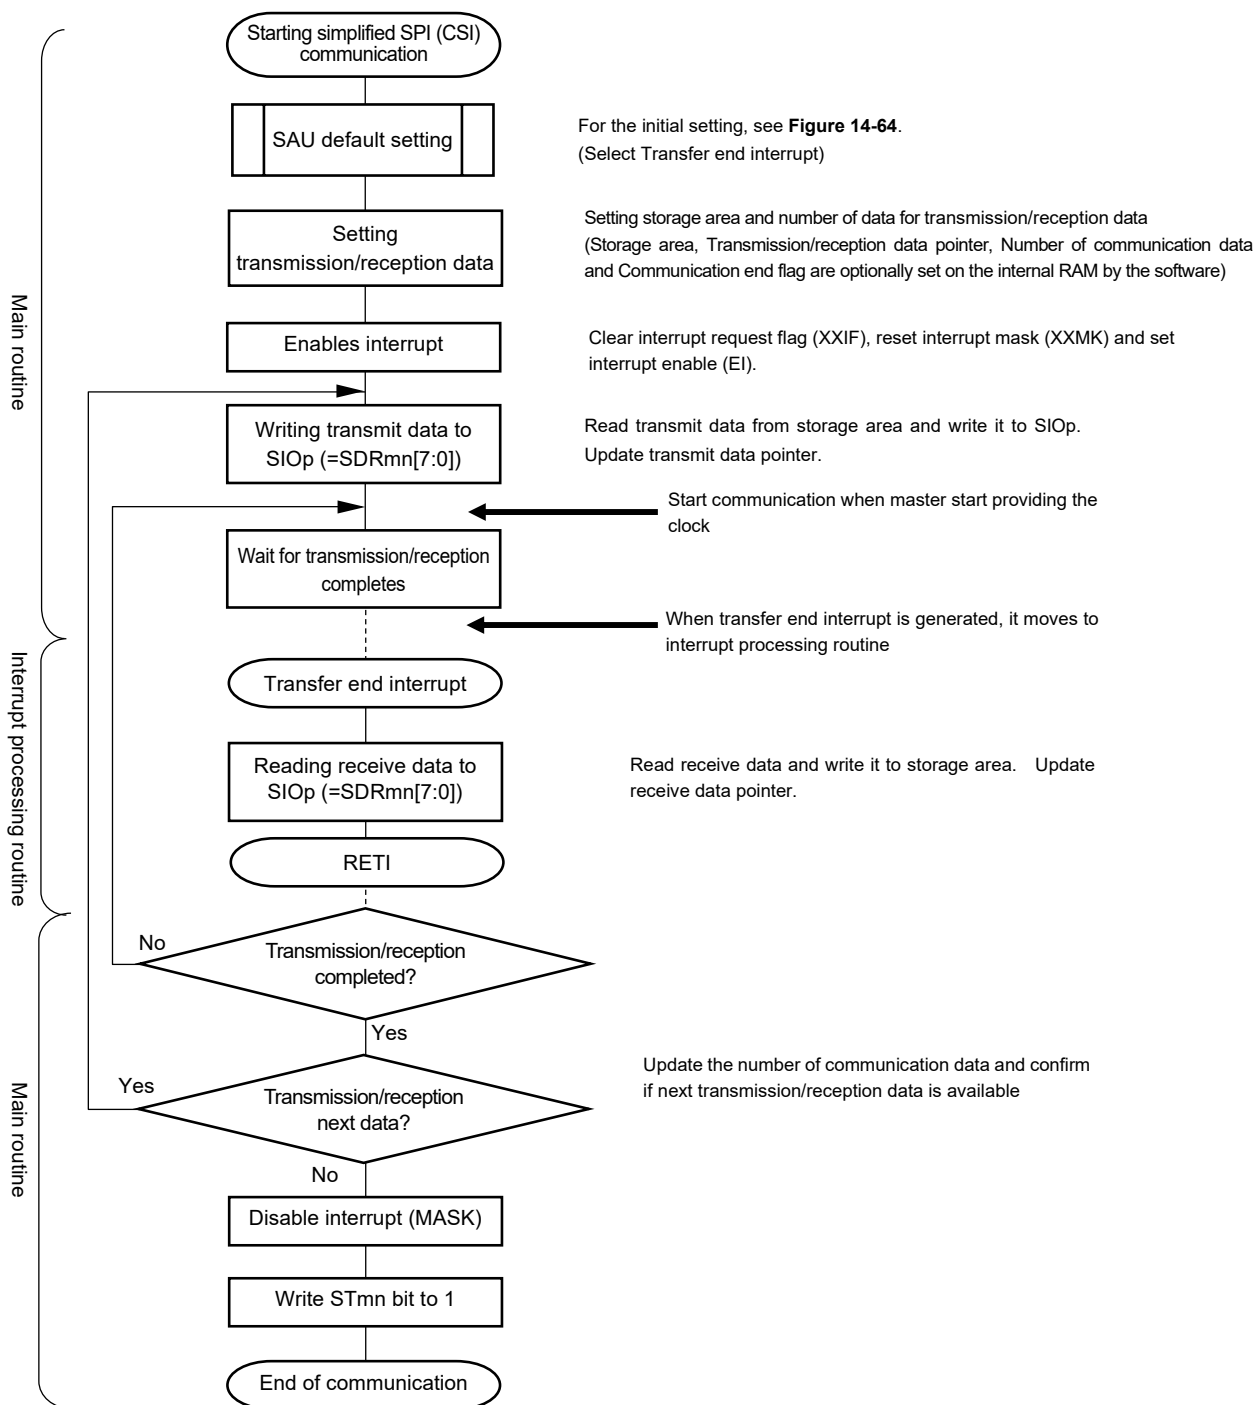 Starting simplified SPI (CSI)
communication
SAU default setting
For the initial setting, see Figure 14-64.
(Select Transfer end interrupt)
Setting
transmission/reception data
Setting storage area and number of data for transmission/reception data
(Storage area, Transmission/reception data pointer, Number of communication data
and Communication end flag are optionally set on the internal RAM by the software)
Main routine
Enables interrupt
Clear interrupt request flag (XXIF), reset interrupt mask (XXMK) and set
interrupt enable (EI).
Writing transmit data to
SIOp (=SDRmn[7:0])
Read transmit data from storage area and write it to SIOp.
Update transmit data pointer.
Start communication when master start providing the
clock
Wait for transmission/reception
completes
When transfer end interrupt is generated, it moves to
interrupt processing routine
Interrupt processing routine
Transfer end interrupt
Reading receive data to
SIOp (=SDRmn[7:0])
Read receive data and write it to storage area. Update
receive data pointer.
RETI
No
Transmission/reception
completed?
Yes
Main routine
Yes
Transmission/reception
next data?
Update the number of communication data and confirm
if next transmission/reception data is available
No
Disable interrupt (MASK)
Write STmn bit to 1
End of communication